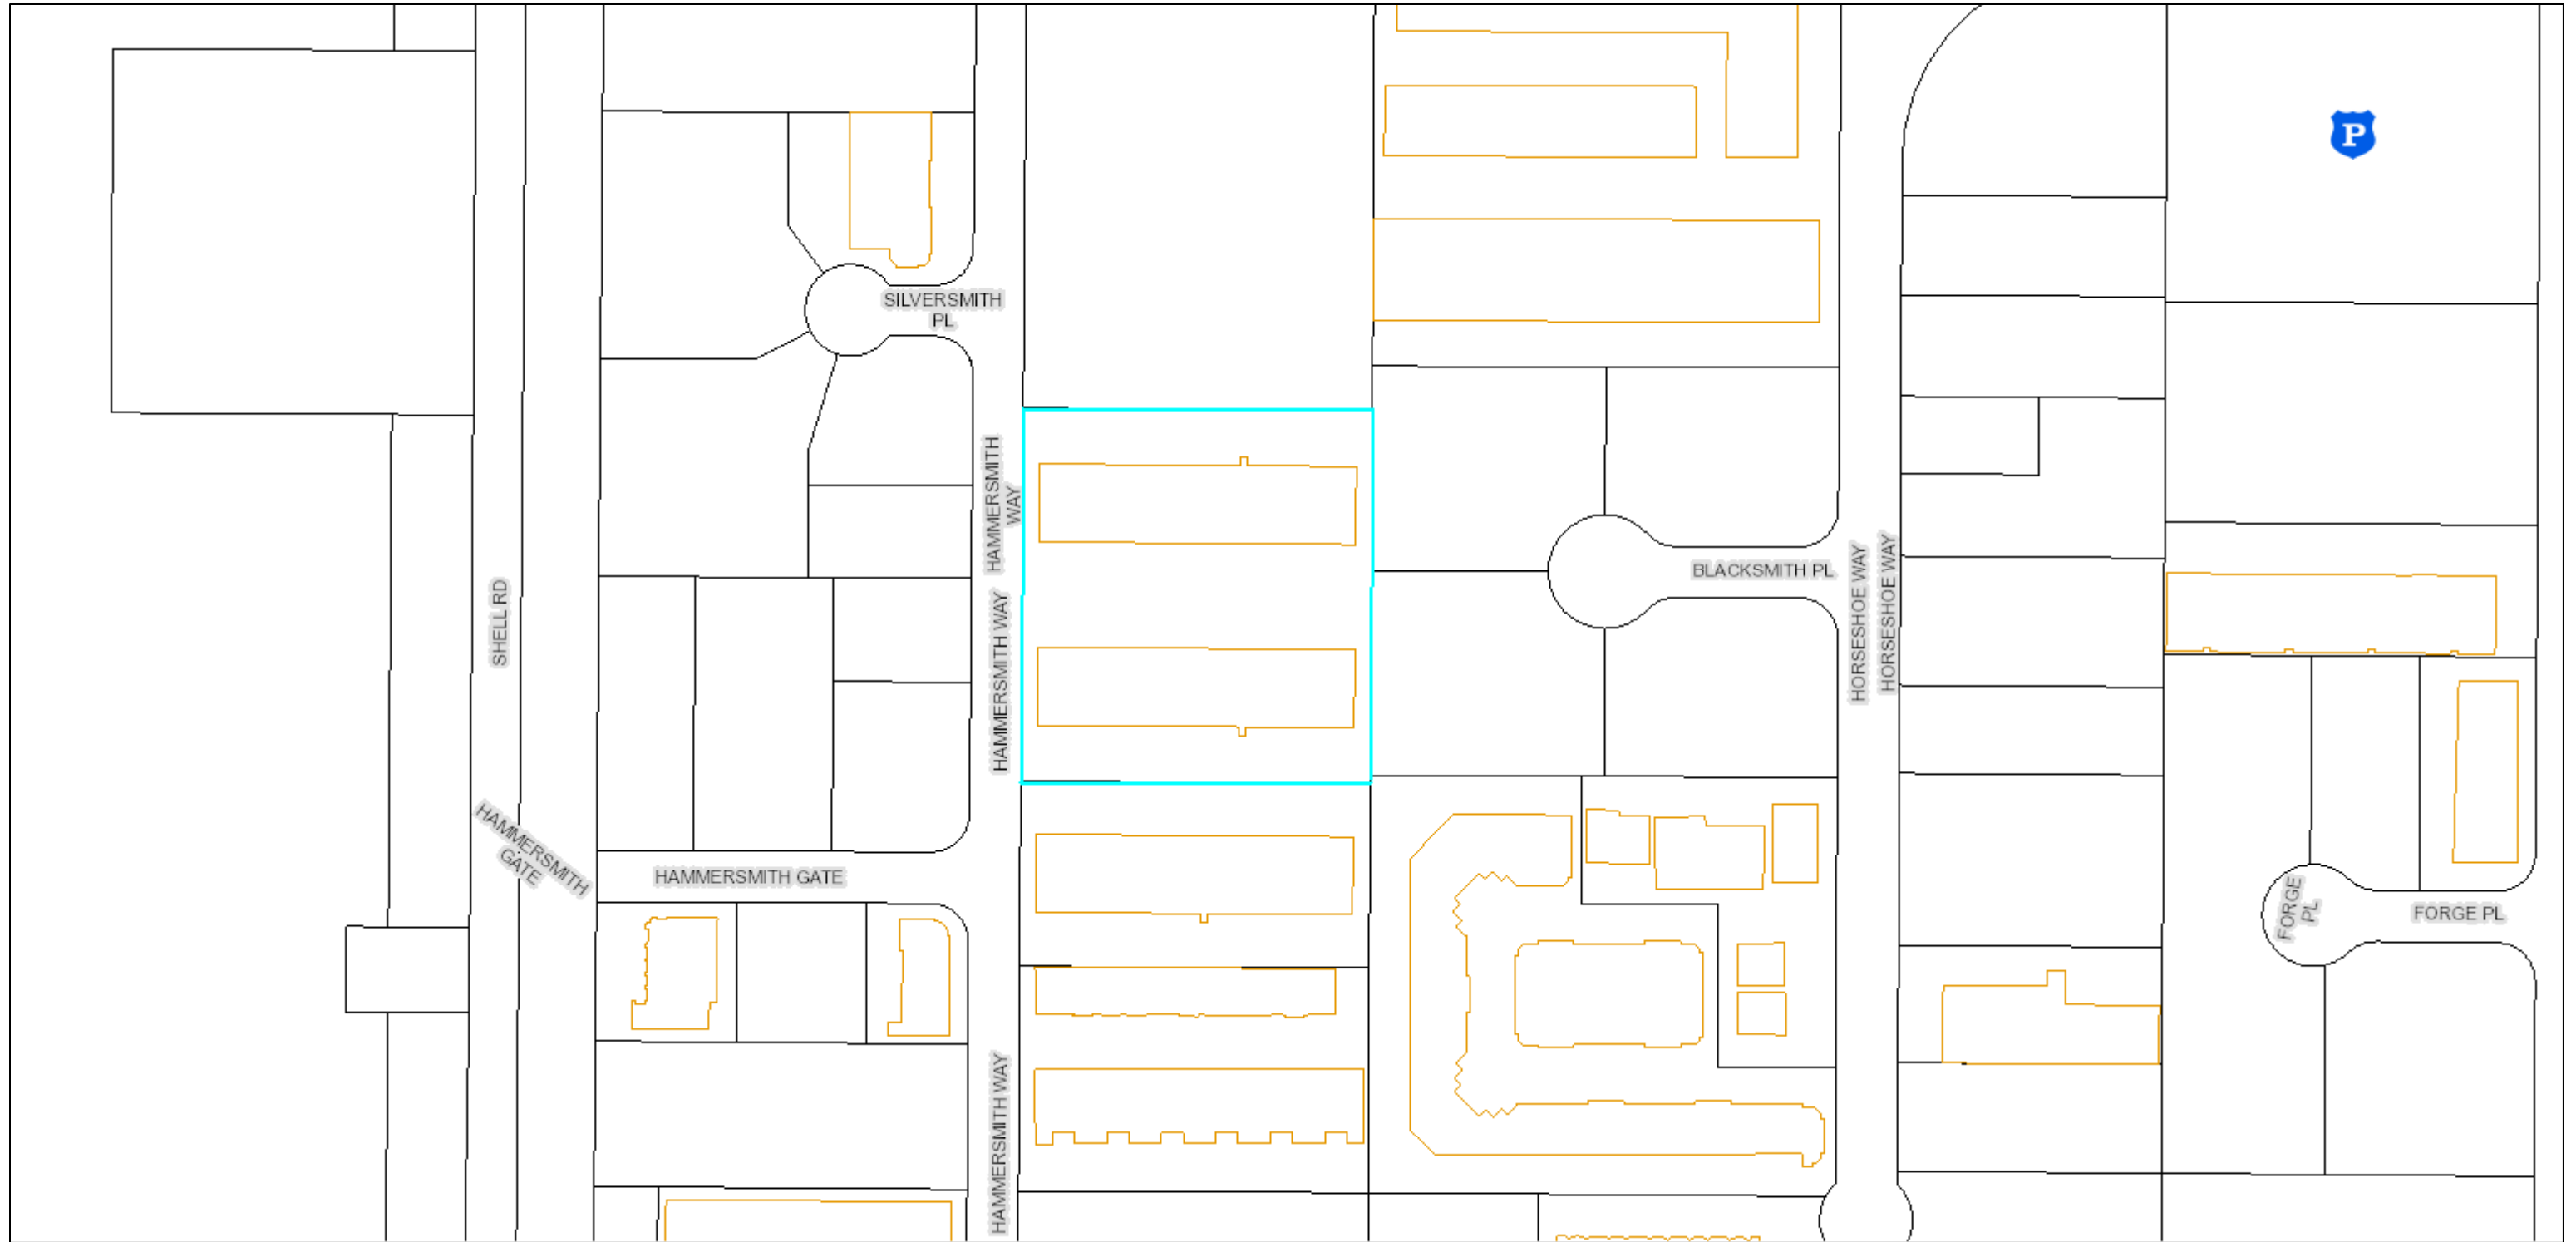 P
SILVERSMITH
PL
HAMMERSMITH
WAY
BLACKSMITH PL
HORSESHOE WAY
HORSESHOE WAY
SHELL RD
HAMMERSMITH WAY
HAMMERSMITH
GATE
HAMMERSMITH GATE
FORGE
PL
FORGE PL
HAMMERSMITH WAY